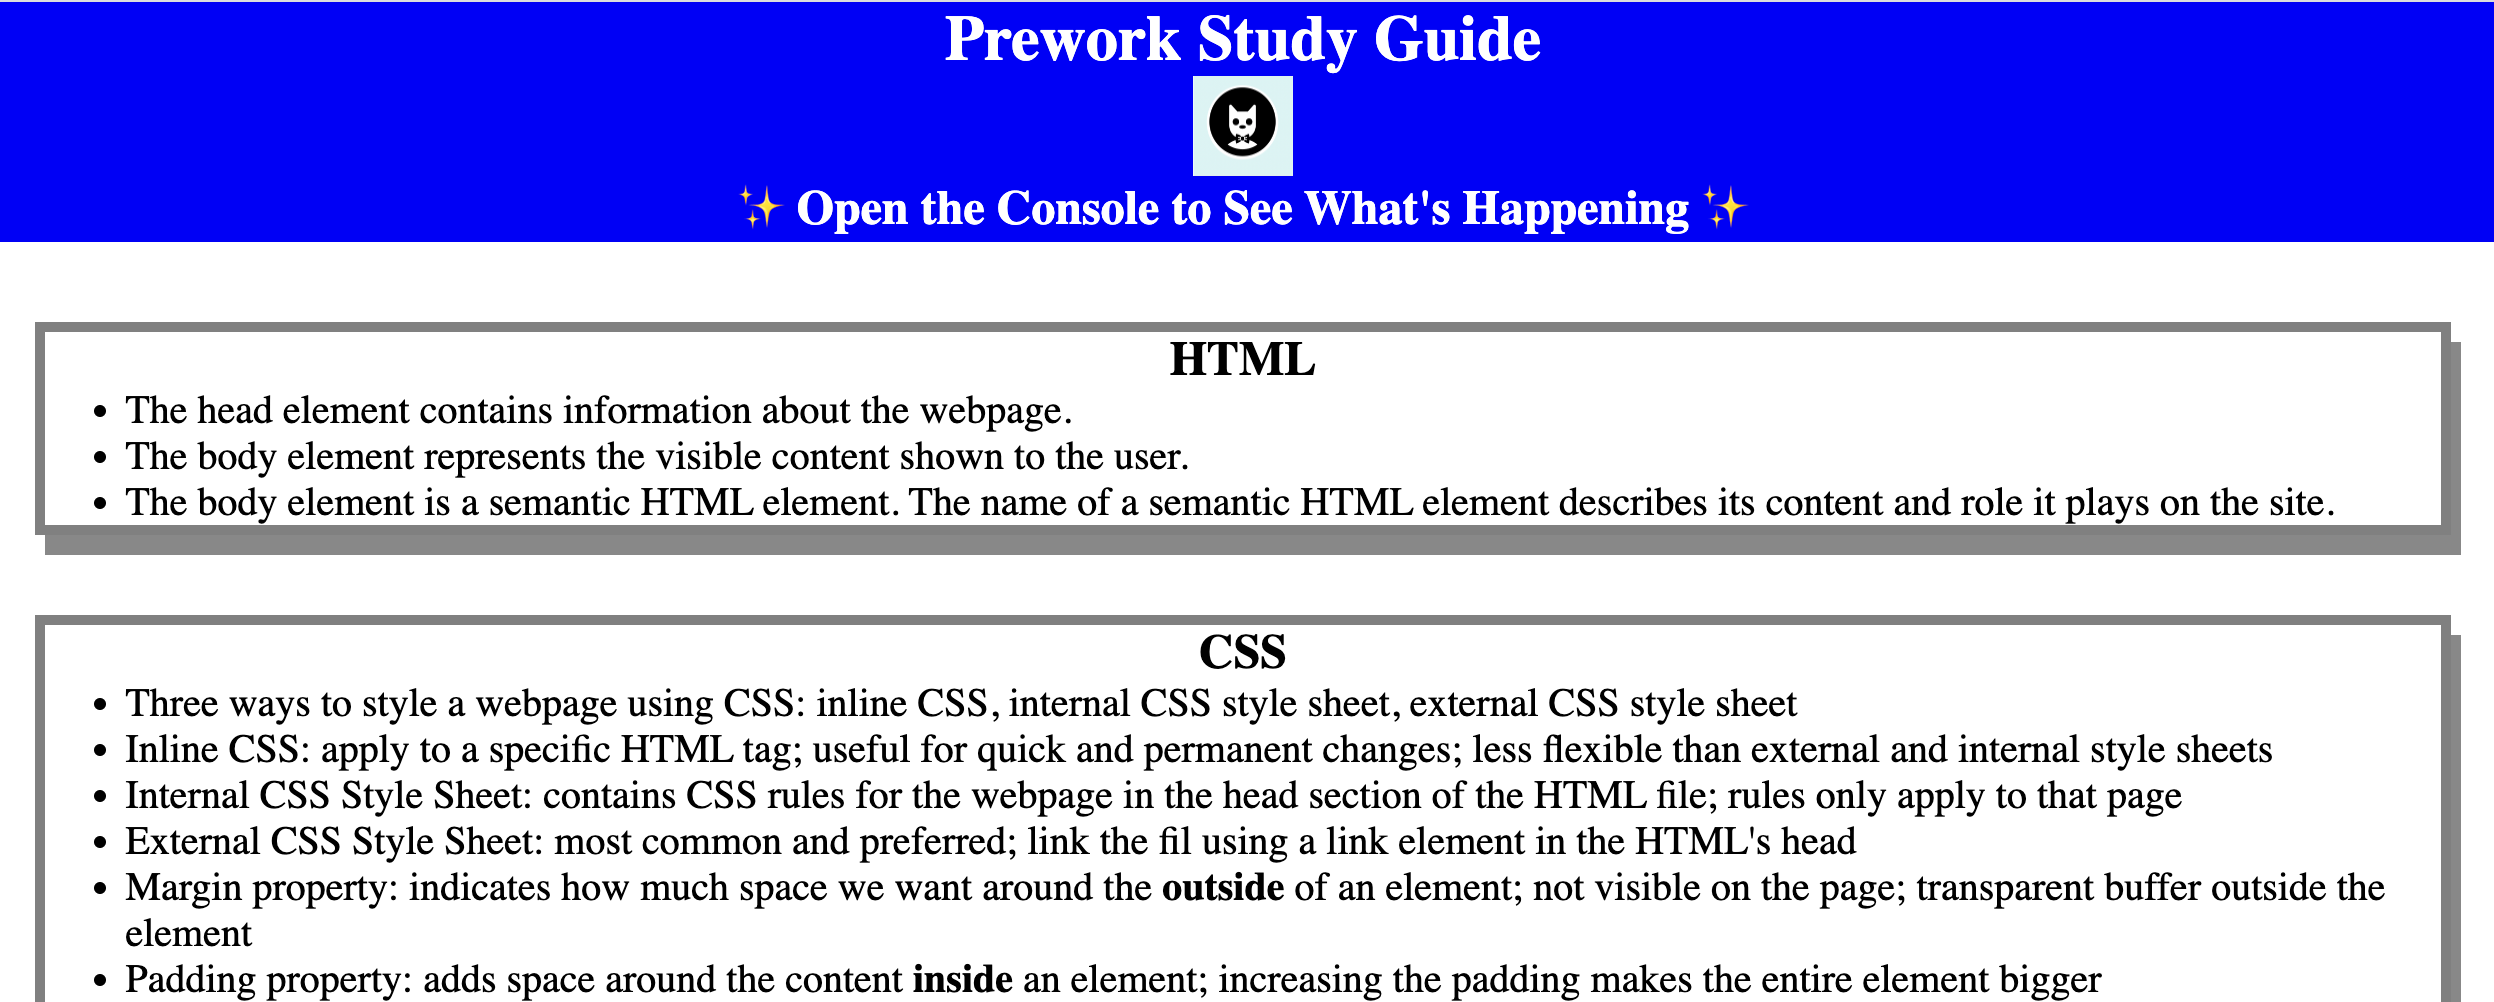 Prework Study Guide
✨ Open the Console to See What's Happening ✨
HTML
• The head element contains information about the webpage.
• The body element represents the visible content shown to the user.
• The body element is a semantic HTML element. The name of a semantic HTML element describes its content and role it plays on the site.
CSS
• Three ways to style a webpage using CSS: inline CSS, internal CSS style sheet, external CSS style sheet
• Inline CSS: apply to a specific HTML tag; useful for quick and permanent changes; less flexible than external and internal style sheets
• Internal CSS Style Sheet: contains CSS rules for the webpage in the head section of the HTML file; rules only apply to that page
• External CSS Style Sheet: most common and preferred; link the fil using a link element in the HTML's head
• Margin property: indicates how much space we want around the outside of an element; not visible on the page; transparent buffer outside the
element
• Padding property: adds space around the content inside an element; increasing the padding makes the entire element bigger